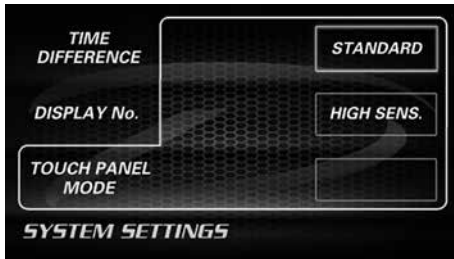 TIME
DIFFERENCE
STANDARD
DISPLAY No.
HIGH SENS.
TOUCH PANEL
MODE
SYSTEM SETTINGS